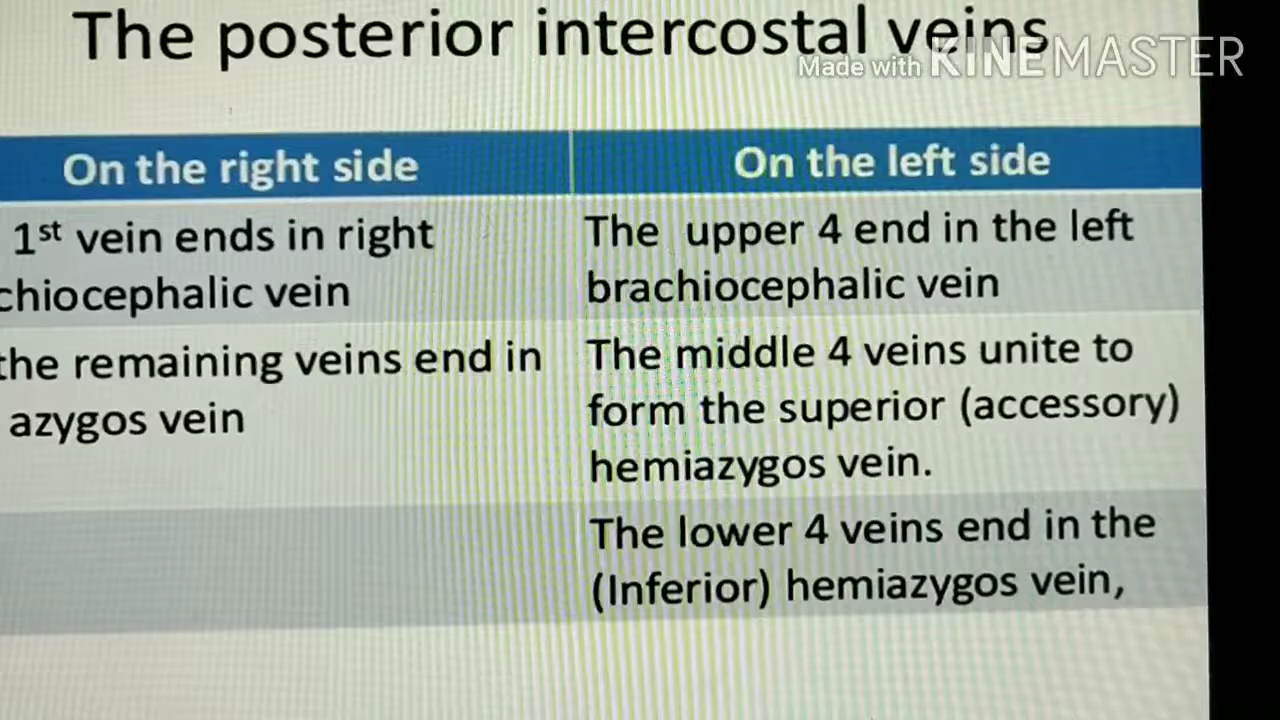 The posterior intercostal veins
Made with KINEMASTER
On the right side
On the left side
1st vein ends in right
chiocephalic vein
the remaining veins end in
azygos vein
The upper 4 end in the left
brachiocephalic vein
The middle 4 veins unite to
form the superior (accessory)
hemiazygos vein.
The lower 4 veins end in the
(Inferior) hemiazygos vein,